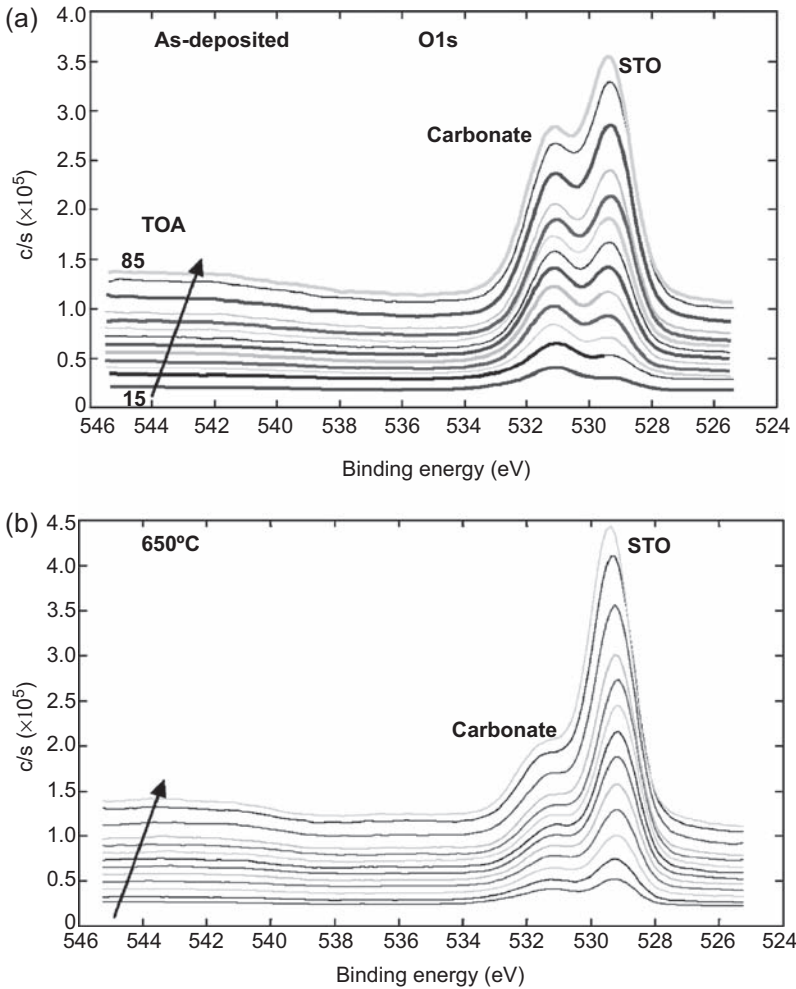 (a)
4.0
3.5
3.0
2.5
2.0
1.5
1.0
0.5
0
c/s (×10⁵)
As-deposited O1s
STO
Carbonate
TOA
85
15
546 544 542 540 538 536 534 532 530 528 526 524
Binding energy (eV)
(b)
4.5
4.0
3.5
3.0
2.5
2.0
1.5
1.0
0.5
0
c/s (×10⁵)
650ºC
STO
Carbonate
546 544 542 540 538 536 534 532 530 528 526 524
Binding energy (eV)